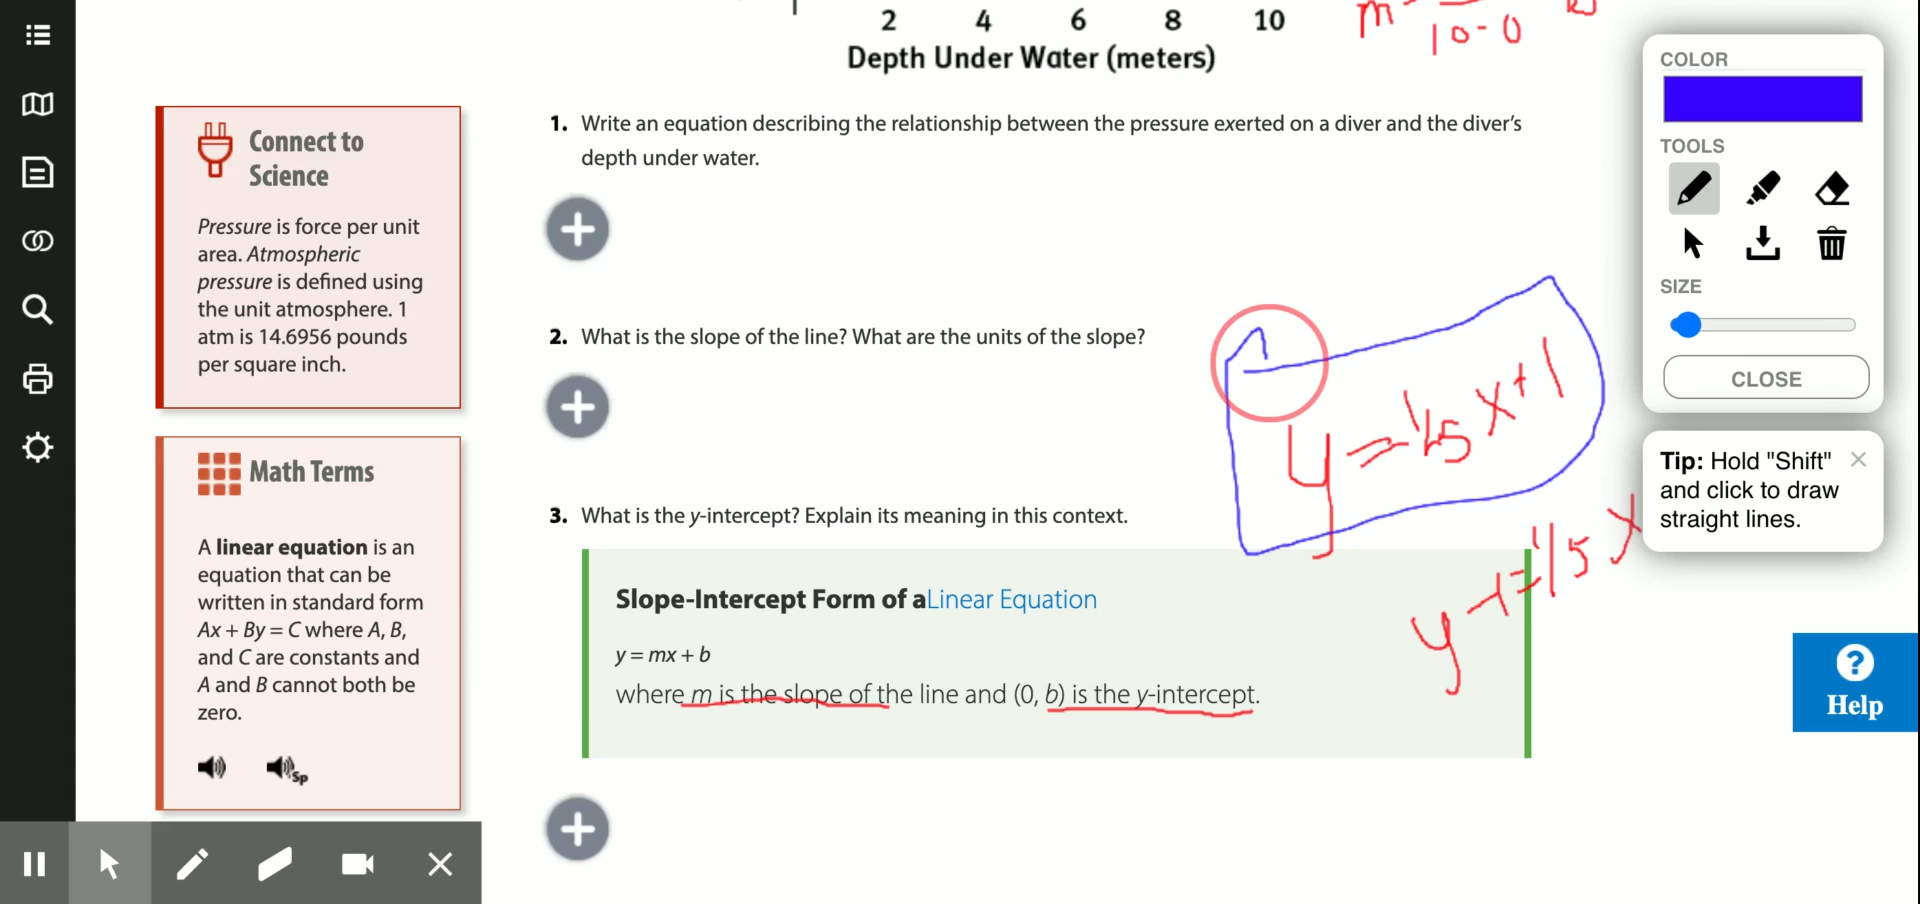 2 4 6 8 10
Depth Under Water (meters)
m
10-0
Connect to
Science
Pressure is force per unit
area. Atmospheric
pressure is defined using
the unit atmosphere. 1
atm is 14.6956 pounds
per square inch.
Math Terms
A linear equation is an
equation that can be
written in standard form
Ax + By = C where A, B,
and C are constants and
A and B cannot both be
zero.
Sp
1. Write an equation describing the relationship between the pressure exerted on a diver and the diver's
depth under water.
2. What is the slope of the line? What are the units of the slope?
y = 1/5 x + 1
3. What is the y-intercept? Explain its meaning in this context.
Slope-Intercept Form of aLinear Equation
y = mx + b
where m is the slope of the line and (0, b) is the y-intercept.
y - 1 = 1/5 x
COLOR
TOOLS
SIZE
CLOSE
Tip: Hold "Shift"
and click to draw
straight lines.
?
Help